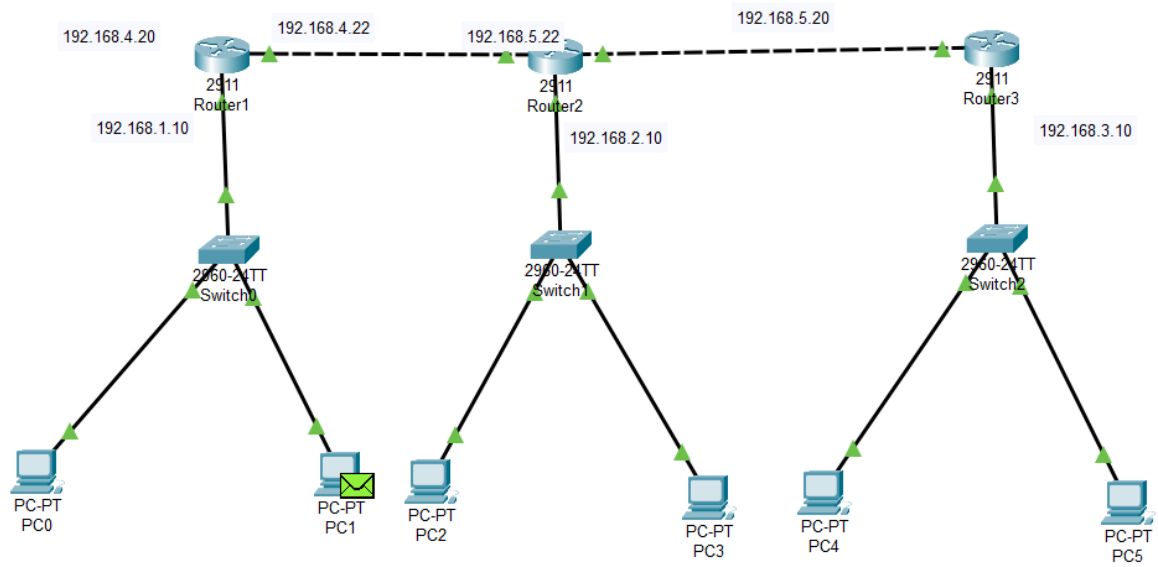 192.168.4.20
192.168.4.22
192.168.5.22
192.168.5.20
2911
Router1
2911
Router2
2911
Router3
192.168.1.10
192.168.2.10
192.168.3.10
2960-24TT
Switch0
2960-24TT
Switch1
2960-24TT
Switch2
PC-PT
PC0
PC-PT
PC1
PC-PT
PC2
PC-PT
PC3
PC-PT
PC4
PC-PT
PC5